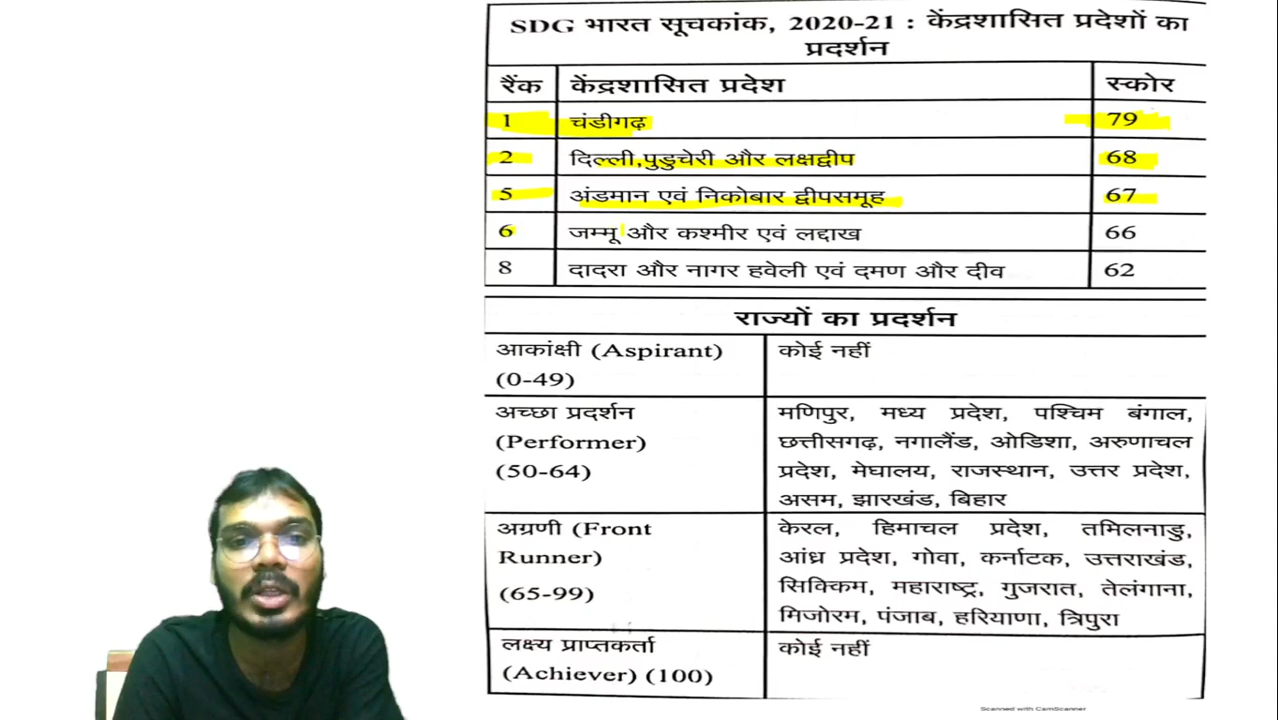 SDG भारत सूचकांक, 2020-21 : केंद्रशासित प्रदेशों का
प्रदर्शन
रैंक केंद्रशासित प्रदेश स्कोर
1 चंडीगढ़ 79
2 दिल्ली,पुडुचेरी और लक्षद्वीप 68
5 अंडमान एवं निकोबार द्वीपसमूह 67
6 जम्मू और कश्मीर एवं लद्दाख 66
8 दादरा और नागर हवेली एवं दमण और दीव 62
राज्यों का प्रदर्शन
आकांक्षी (Aspirant) कोई नहीं
(0-49)
अच्छा प्रदर्शन मणिपुर, मध्य प्रदेश, पश्चिम बंगाल,
(Performer) छत्तीसगढ़, नगालैंड, ओडिशा, अरुणाचल
(50-64) प्रदेश, मेघालय, राजस्थान, उत्तर प्रदेश,
असम, झारखंड, बिहार
अग्रणी (Front केरल, हिमाचल प्रदेश, तमिलनाडु,
Runner) आंध्र प्रदेश, गोवा, कर्नाटक, उत्तराखंड,
(65-99) सिक्किम, महाराष्ट्र, गुजरात, तेलंगाना,
मिजोरम, पंजाब, हरियाणा, त्रिपुरा
लक्ष्य प्राप्तकर्ता कोई नहीं
(Achiever) (100)
Scanned with CamScanner